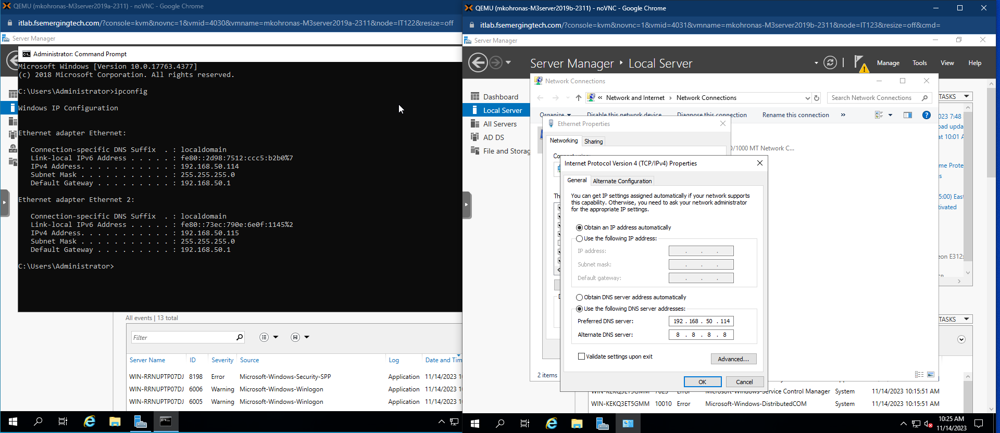 QEMU (mkohronas-M3server2019a-2311) - noVNC - Google Chrome
itlab.fsemergingtech.com/?console=kvm&novnc=1&vmid=4030&vmname=mkohronas-M3server2019a-2311&node=IT122&resize=off
Server Manager
Administrator: Command Prompt
Microsoft Windows [Version 10.0.17763.4377]
(c) 2018 Microsoft Corporation. All rights reserved.
C:\Users\Administrator>ipconfig
Windows IP Configuration
Ethernet adapter Ethernet:
Connection-specific DNS Suffix  . : localdomain
Link-local IPv6 Address . . . . . : fe80::2d98:7512:ccc5:b2b0%7
IPv4 Address. . . . . . . . . . . : 192.168.50.114
Subnet Mask . . . . . . . . . . . : 255.255.255.0
Default Gateway . . . . . . . . . : 192.168.50.1
Ethernet adapter Ethernet 2:
Connection-specific DNS Suffix  . : localdomain
Link-local IPv6 Address . . . . . : fe80::73ec:790e:6e0f:1145%2
IPv4 Address. . . . . . . . . . . : 192.168.50.115
Subnet Mask . . . . . . . . . . . : 255.255.255.0
Default Gateway . . . . . . . . . : 192.168.50.1
C:\Users\Administrator>
All events | 13 total
Filter
Server Name ID Severity Source Log Date and Tim
WIN-RRNUPTP07DJ 8198 Error Microsoft-Windows-Security-SPP Application 11/14/2023 1
WIN-RRNUPTP07DJ 6006 Warning Microsoft-Windows-Winlogon Application 11/14/2023 1
WIN-RRNUPTP07DJ 6005 Warning Microsoft-Windows-Winlogon Application 11/14/2023 1
QEMU (mkohronas-M3server2019b-2311) - noVNC - Google Chrome
itlab.fsemergingtech.com/?console=kvm&novnc=1&vmid=4031&vmname=mkohronas-M3server2019b-2311&node=IT123&resize=off&cmd=
Server Manager
Server Manager Local Server
Manage Tools View Help
Dashboard
Local Server
All Servers
AD DS
File and Storag
Network Connections
« Network and Internet › Network Connections
Search Network Connections
Organize Disable this network device Diagnose this connection Rename this connection »
Ethernet Properties
Networking Sharing
/1000 MT Network C...
Internet Protocol Version 4 (TCP/IPv4) Properties
General Alternate Configuration
You can get IP settings assigned automatically if your network supports
this capability. Otherwise, you need to ask your network administrator
for the appropriate IP settings.
Obtain an IP address automatically
Use the following IP address:
IP address: . . .
Subnet mask: . . .
Default gateway: . . .
Obtain DNS server address automatically
Use the following DNS server addresses:
Preferred DNS server: 192 . 168 . 50 . 114
Alternate DNS server: 8 . 8 . 8 . 8
Validate settings upon exit
Advanced...
OK Cancel
2 items
TASKS
023 7:48
oad upda
at 10:01 A
me Prote
5:00) East
tivated
eon E312
TASKS
7023 Error Microsoft-Windows-Service Control Manager System 11/14/2023 10:15:51 AM
WIN-KEKQ3ET5GMM 10010 Error Microsoft-Windows-DistributedCOM System 11/14/2023 10:15:51 AM
10:25 AM
11/14/2023